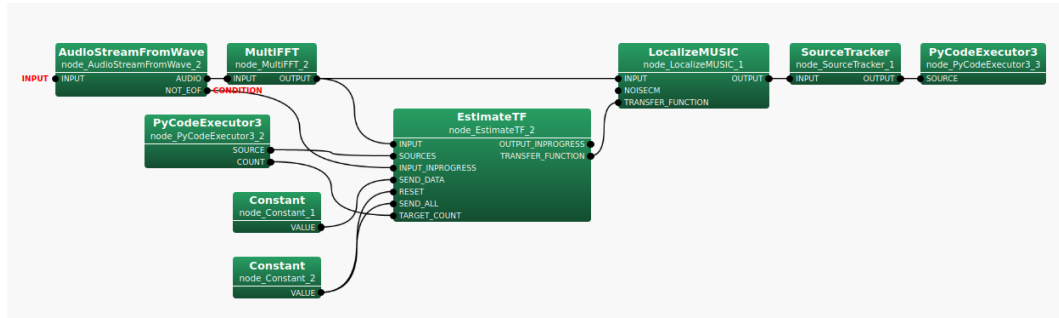 AudioStreamFromWave
node_AudioStreamFromWave_2
INPUT
INPUT
AUDIO
NOT_EOF
CONDITION
MultiFFT
node_MultiFFT_2
INPUT
OUTPUT
LocalizeMUSIC
node_LocalizeMUSIC_1
INPUT
OUTPUT
NOISECM
TRANSFER_FUNCTION
SourceTracker
node_SourceTracker_1
INPUT
OUTPUT
PyCodeExecutor3
node_PyCodeExecutor3_3
SOURCE
PyCodeExecutor3
node_PyCodeExecutor3_2
SOURCE
COUNT
EstimateTF
node_EstimateTF_2
INPUT
OUTPUT_INPROGRESS
SOURCES
TRANSFER_FUNCTION
INPUT_INPROGRESS
SEND_DATA
RESET
SEND_ALL
TARGET_COUNT
Constant
node_Constant_1
VALUE
Constant
node_Constant_2
VALUE